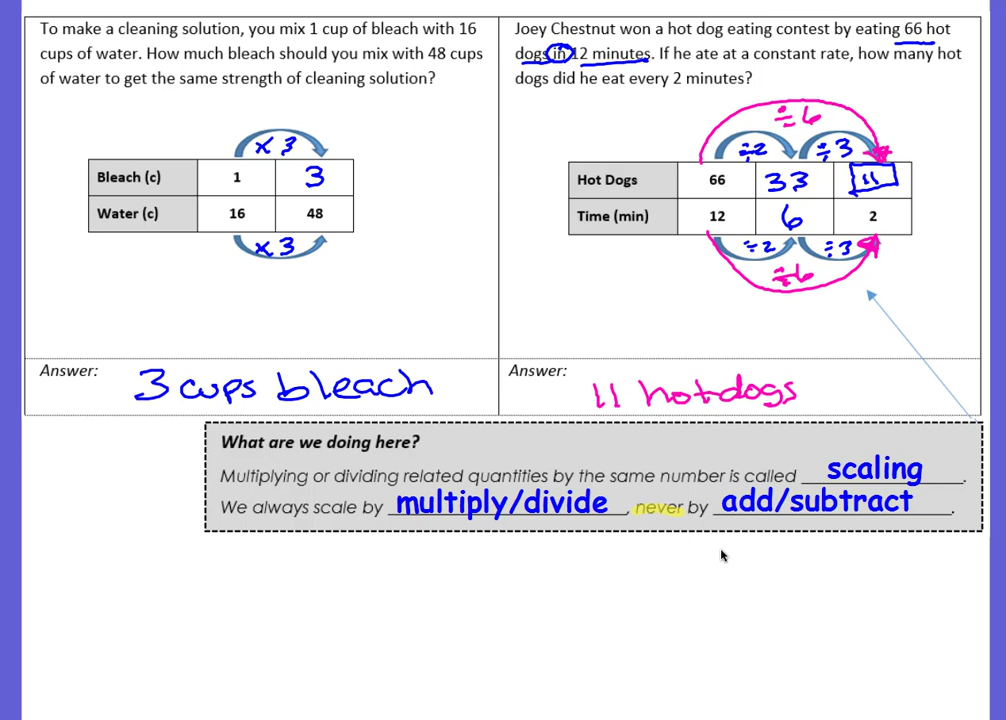 To make a cleaning solution, you mix 1 cup of bleach with 16
cups of water. How much bleach should you mix with 48 cups
of water to get the same strength of cleaning solution?
× 3
Bleach (c) 1 3
Water (c) 16 48
× 3
Answer:
3 cups bleach
Joey Chestnut won a hot dog eating contest by eating 66 hot
dogs in 12 minutes. If he ate at a constant rate, how many hot
dogs did he eat every 2 minutes?
÷6
÷2 ÷3
Hot Dogs 66 33 11
Time (min) 12 6 2
÷2 ÷3
÷6
Answer:
11 hotdogs
What are we doing here?
Multiplying or dividing related quantities by the same number is called scaling.
We always scale by multiply/divide, never by add/subtract.